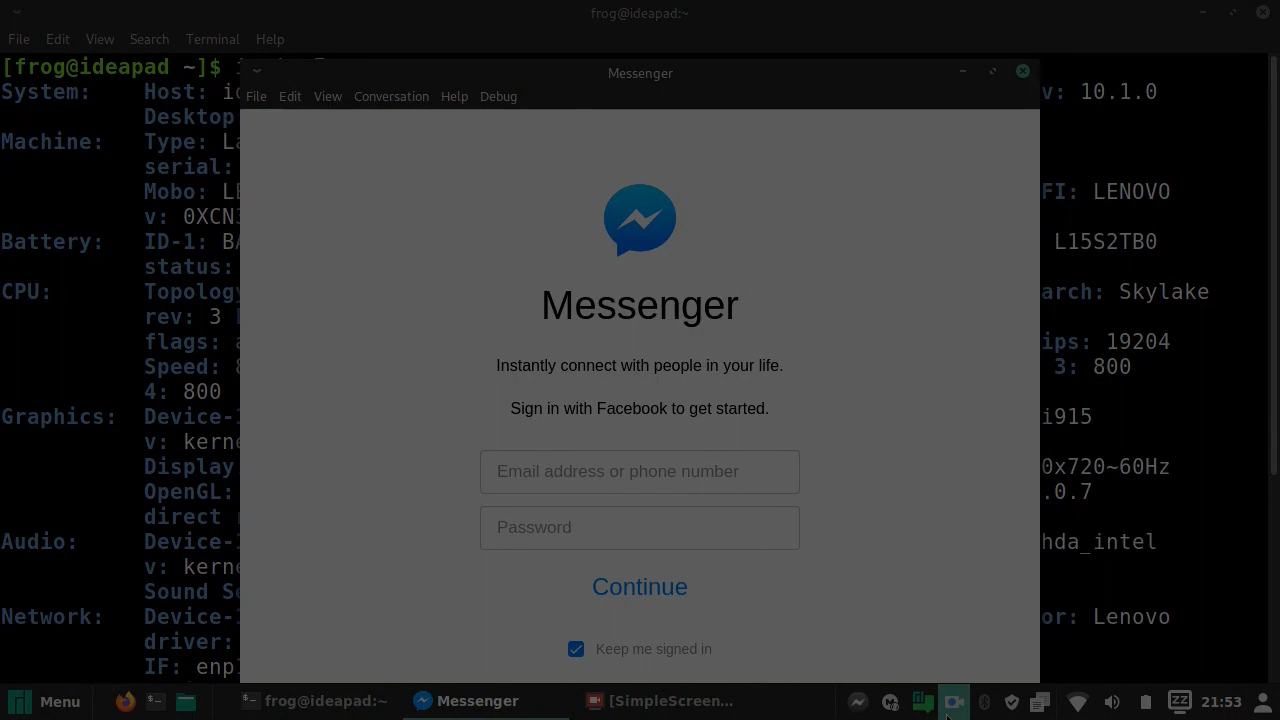 frog@ideapad:~
File Edit View Search Terminal Help
[frog@ideapad ~]$
Messenger
File Edit View Conversation Help Debug
System: Host: v: 10.1.0
Desktop
Machine: Type:
serial:
Mobo: FI: LENOVO
v: 0XCN3
Battery: ID-1: L15S2TB0
status:
CPU: Topology arch: Skylake
rev: 3
flags: ips: 19204
Speed: 3: 800
4: 800
Graphics: Device- i915
v: kerne
Display 0x720~60Hz
OpenGL: .0.7
direct
Audio: Device- hda_intel
v: kerne
Sound Se
Network: Device- or: Lenovo
driver:
IF: enp
Messenger
Instantly connect with people in your life.
Sign in with Facebook to get started.
Email address or phone number
Password
Continue
Keep me signed in
Menu frog@ideapad:~ Messenger [SimpleScreen... zz 21:53